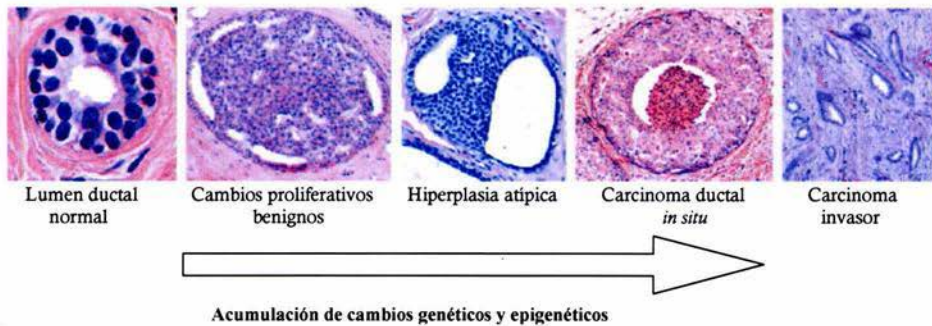 Lumen ductal
normal
Cambios proliferativos
benignos
Hiperplasia atípica
Carcinoma ductal
in situ
Carcinoma
invasor
Acumulación de cambios genéticos y epigenéticos